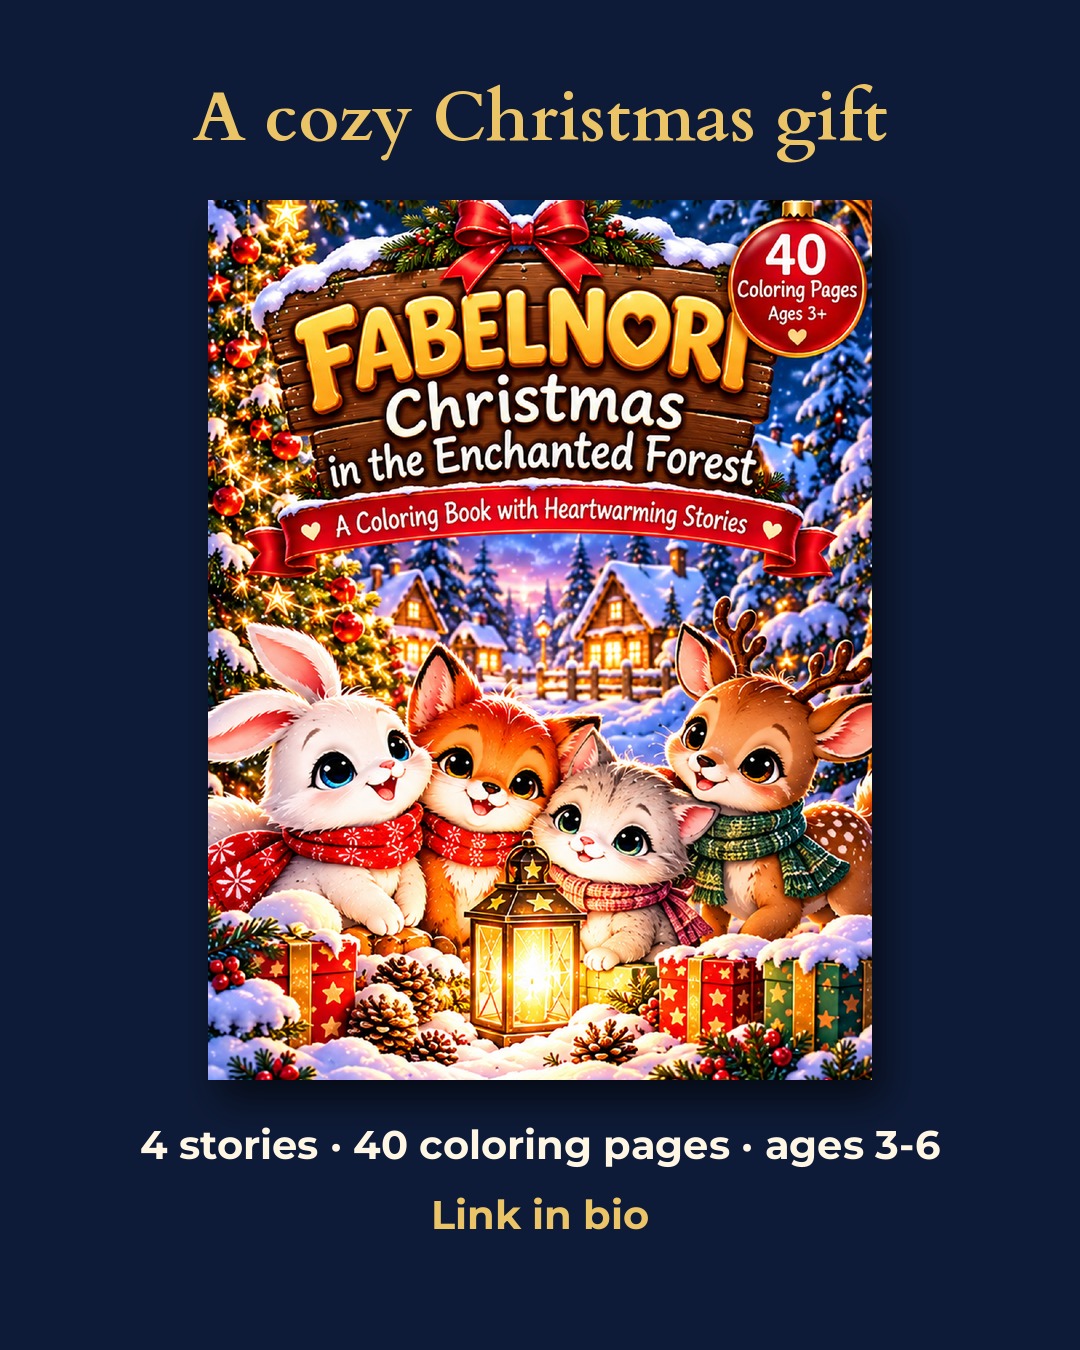 A cozy Christmas gift
40
Coloring Pages
Ages 3+
FABELNORI
Christmas
in the Enchanted Forest
A Coloring Book with Heartwarming Stories
4 stories · 40 coloring pages · ages 3-6
Link in bio